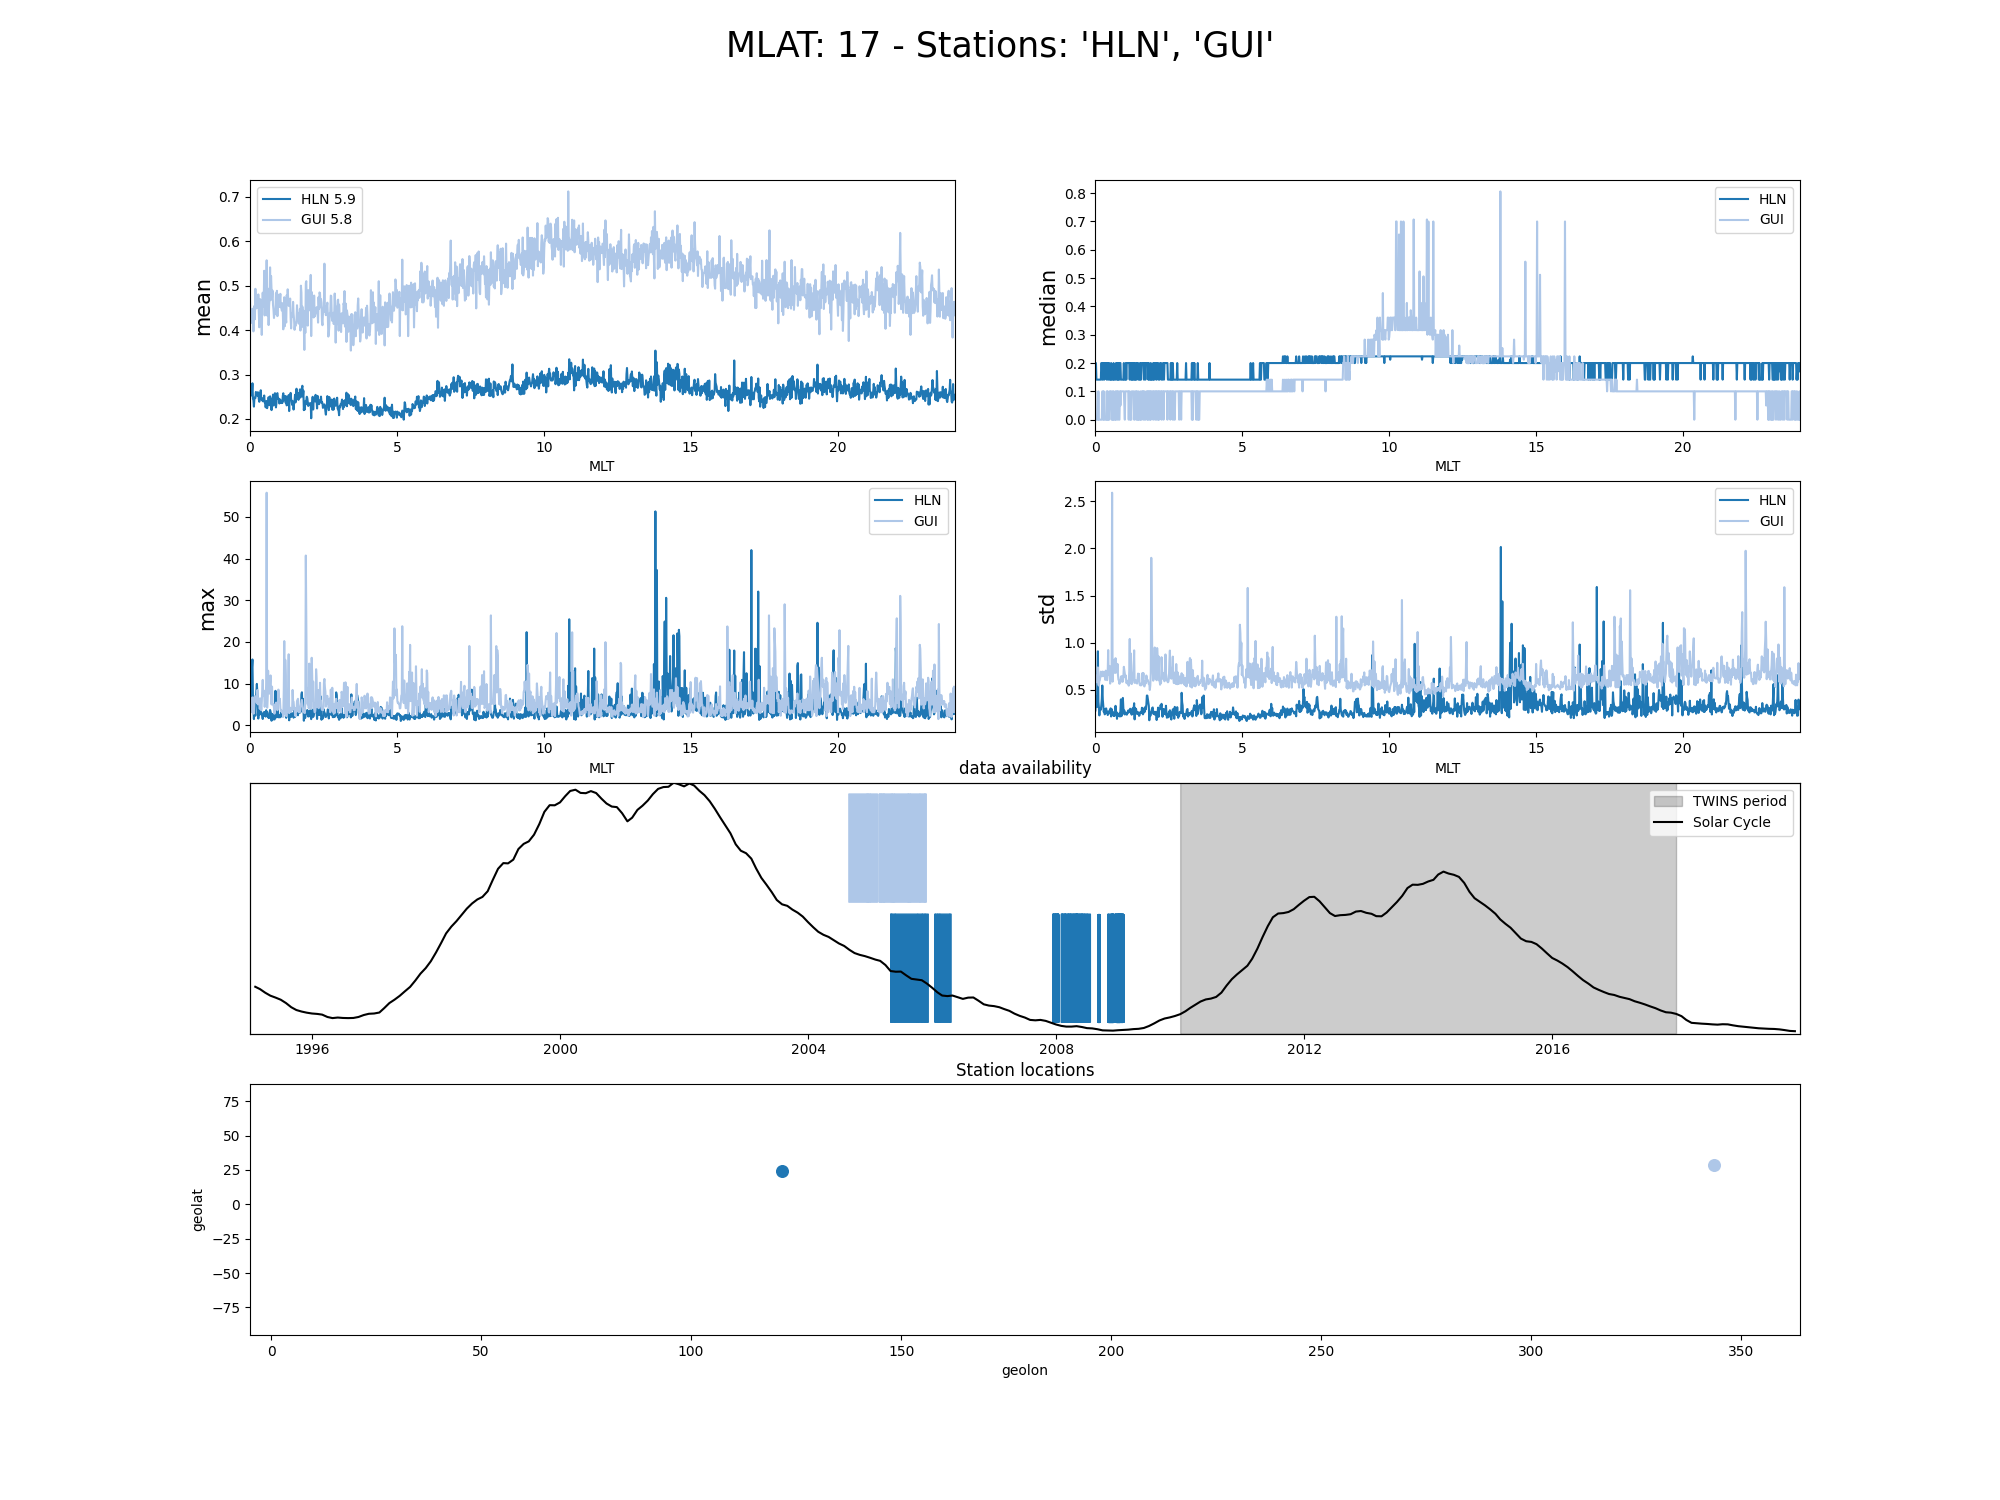 MLAT: 17 - Stations: 'HLN', 'GUI'
mean
0.7
0.6
0.5
0.4
0.3
0.2
HLN 5.9
GUI 5.8
0 5 10 15 20
MLT
median
0.8
0.7
0.6
0.5
0.4
0.3
0.2
0.1
0.0
HLN
GUI
0 5 10 15 20
MLT
max
50
40
30
20
10
0
HLN
GUI
0 5 10 15 20
MLT
std
2.5
2.0
1.5
1.0
0.5
HLN
GUI
0 5 10 15 20
MLT
data availability
TWINS period
Solar Cycle
1996 2000 2004 2008 2012 2016
Station locations
geolat
75
50
25
0
−25
−50
−75
0 50 100 150 200 250 300 350
geolon